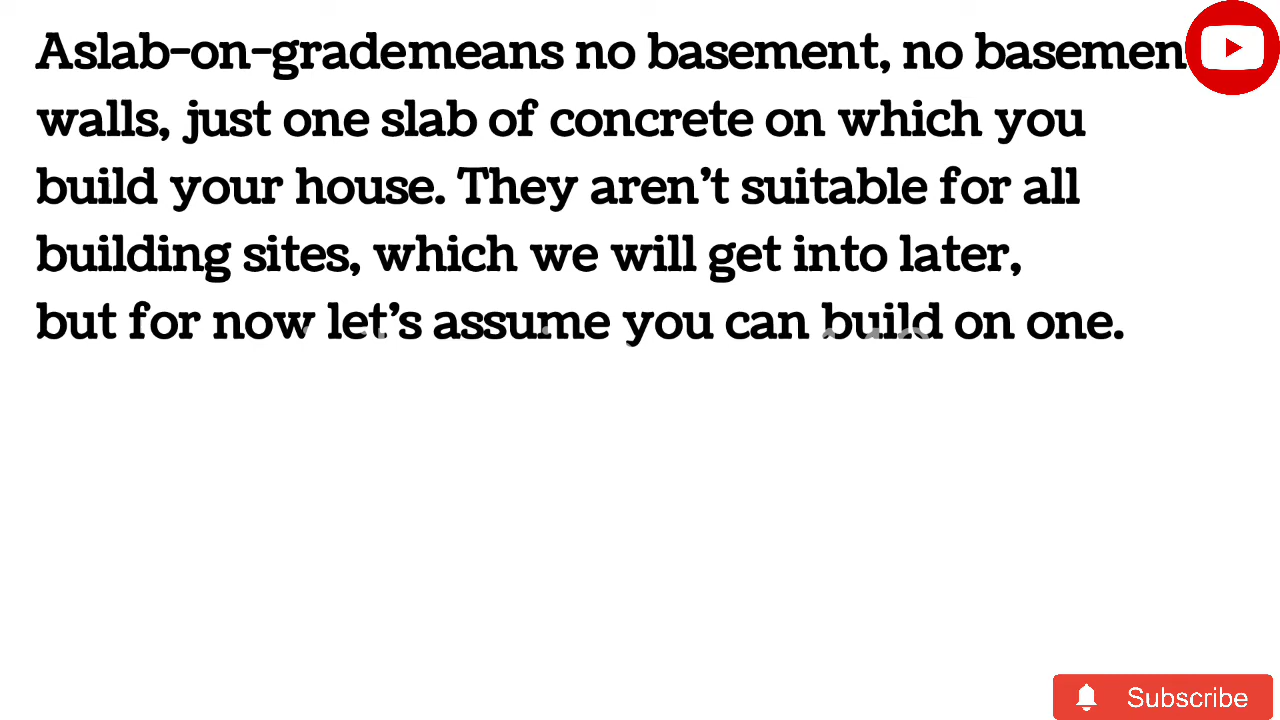 Aslab-on-grademeans no basement, no basemen
walls, just one slab of concrete on which you
build your house. They aren't suitable for all
building sites, which we will get into later,
but for now let's assume you can build on one.
Subscribe